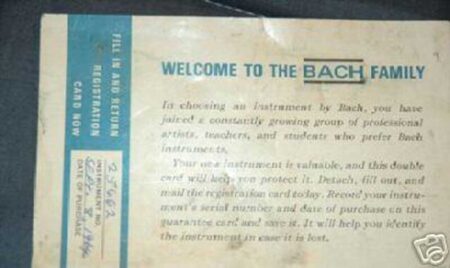 FILL IN AND RETURN
REGISTRATION
CARD NOW
INSTRUMENT NO.
DATE OF PURCHASE
WELCOME TO THE BACH FAMILY
In choosing an instrument by Bach, you have
joined a constantly growing group of professional
artists, teachers, and students who prefer Bach
instruments.
Your new instrument is valuable, and this double
card will help you protect it. Detach, fill out, and
mail the registration card today. Record your instru-
ment's serial number and date of purchase on this
guarantee card and save it. It will help you identify
the instrument in case it is lost.